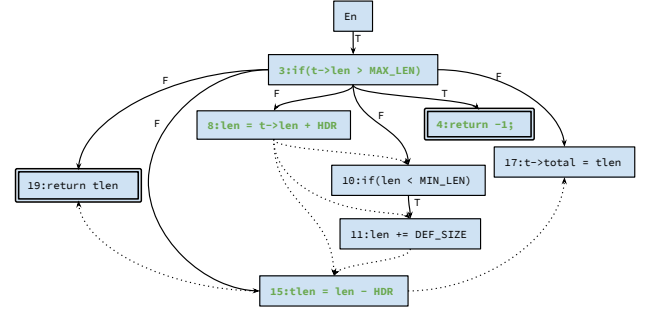 En
T
3:if(t->len > MAX_LEN)
F
F
T
F
F
F
8:len = t->len + HDR
4:return -1;
17:t->total = tlen
19:return tlen
10:if(len < MIN_LEN)
T
11:len += DEF_SIZE
15:tlen = len - HDR